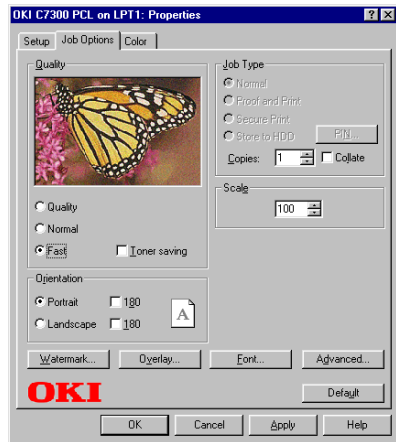 OKI C7300 PCL on LPT1: Properties
Setup Job Options Color
Quality
Quality
Normal
Fast Toner saving
Orientation
Portrait 180
Landscape 180
A
Job Type
Normal
Proof and Print
Secure Print
Store to HDD PIN...
Copies: 1 Collate
Scale
100
Watermark... Overlay... Font... Advanced...
OKI Default
OK Cancel Apply Help